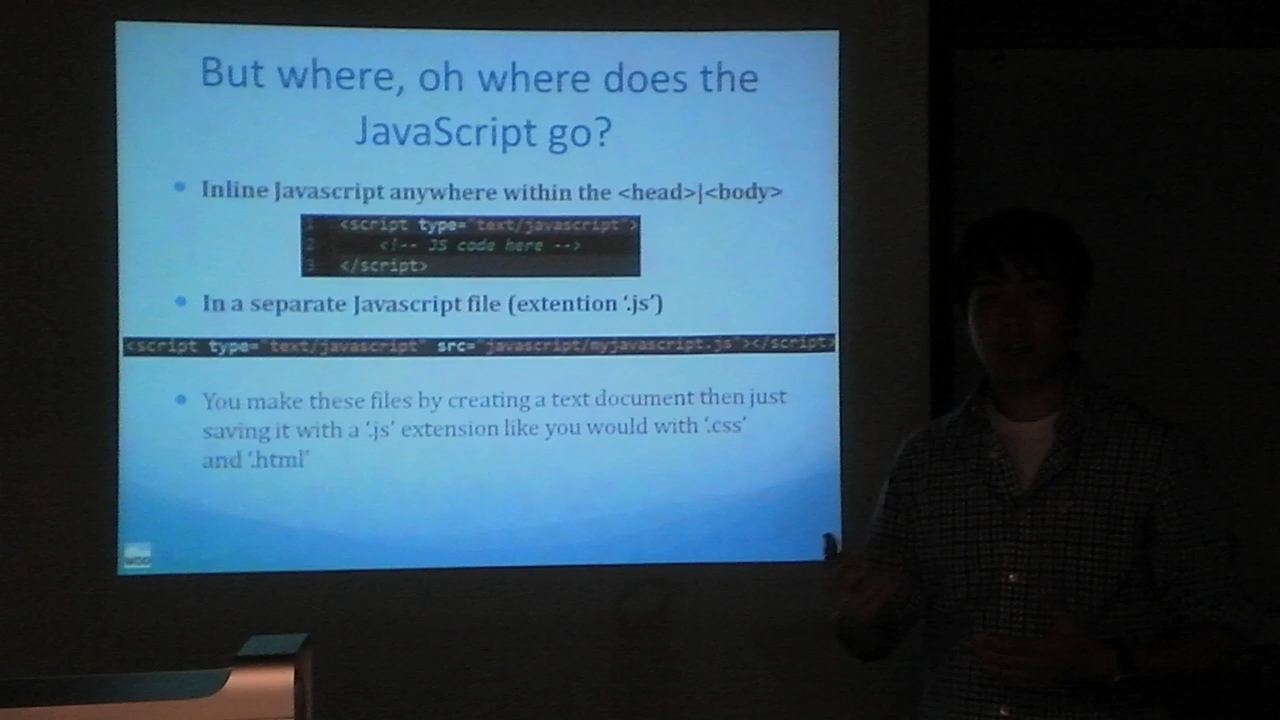 But where, oh where does the
JavaScript go?
Inline Javascript anywhere within the <head>|<body>
1 <script type="text/javascript">
2 <!-- JS code here -->
3 </script>
In a separate Javascript file (extention '.js')
<script type="text/javascript" src="javascript/myjavascript.js"></script>
You make these files by creating a text document then just
saving it with a '.js' extension like you would with '.css'
and '.html'